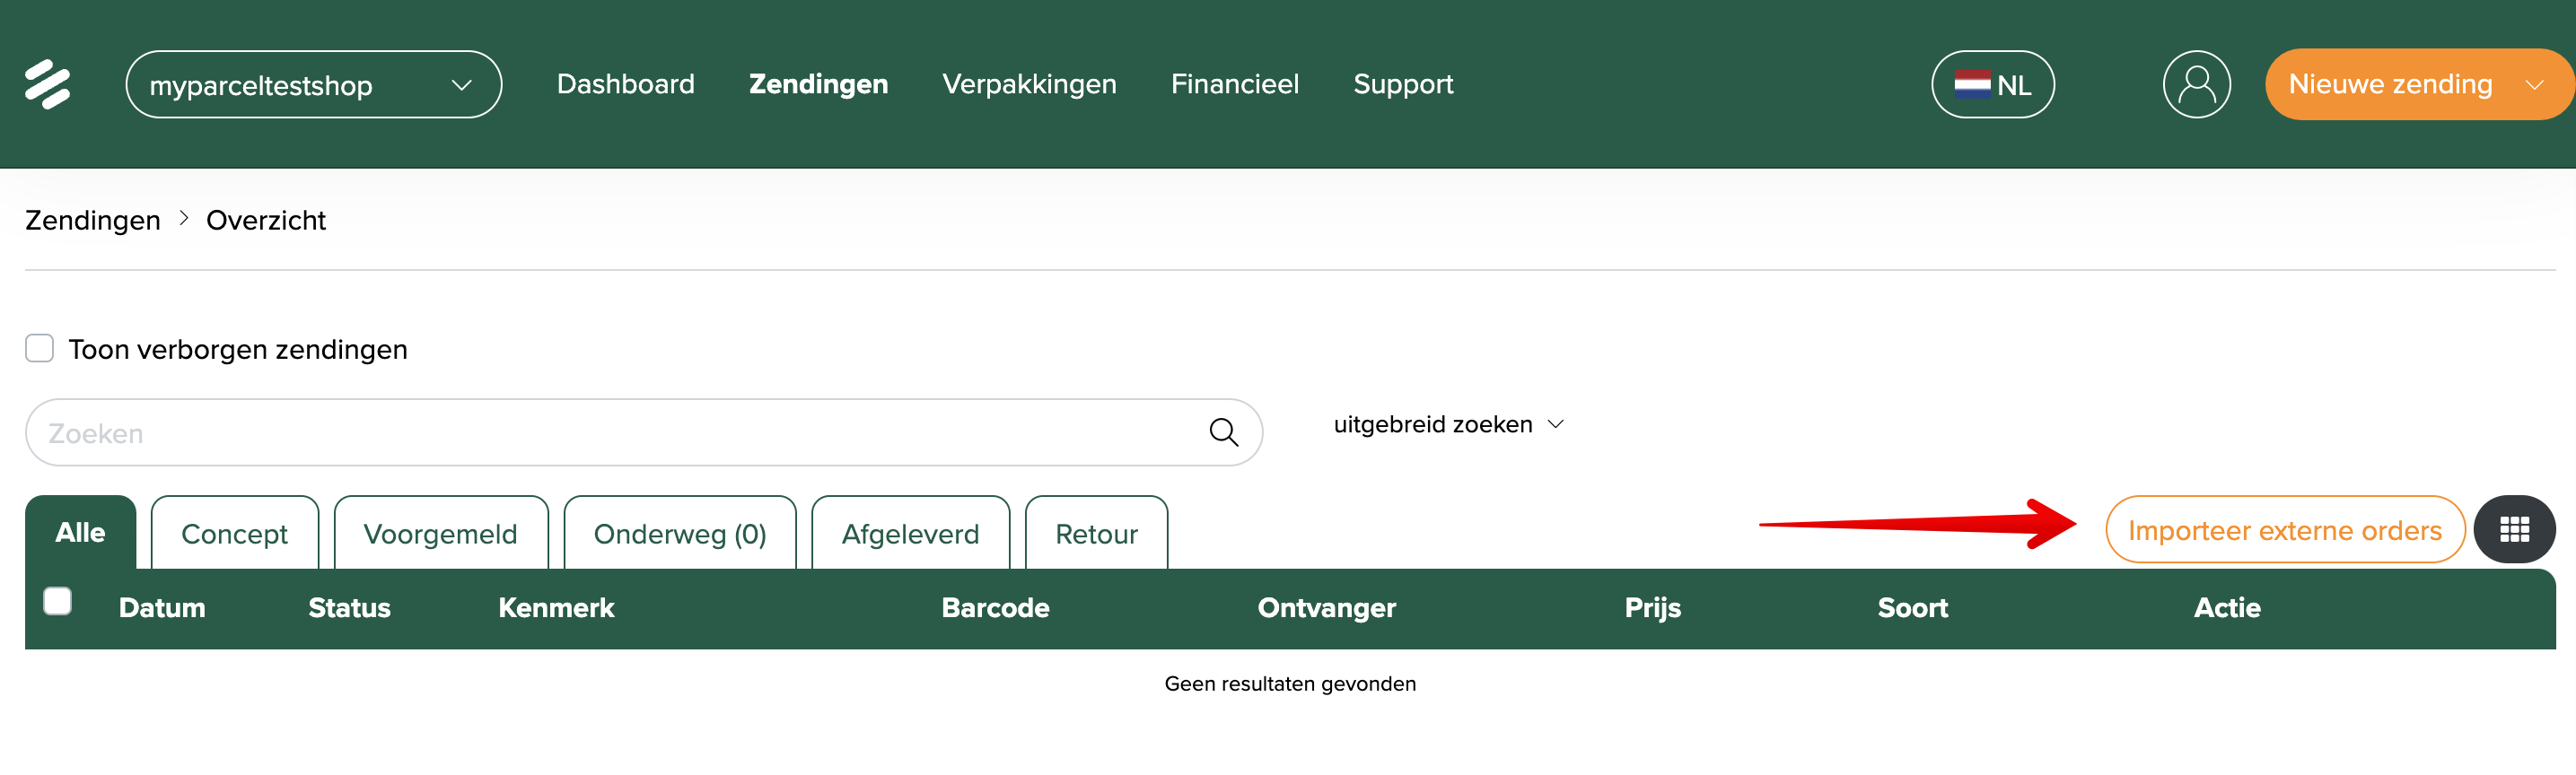 myparceltestshop Dashboard Zendingen Verpakkingen Financieel Support NL Nieuwe zending
Zendingen > Overzicht
Toon verborgen zendingen
Zoeken uitgebreid zoeken
Alle Concept Voorgemeld Onderweg (0) Afgeleverd Retour Importeer externe orders
Datum Status Kenmerk Barcode Ontvanger Prijs Soort Actie
Geen resultaten gevonden